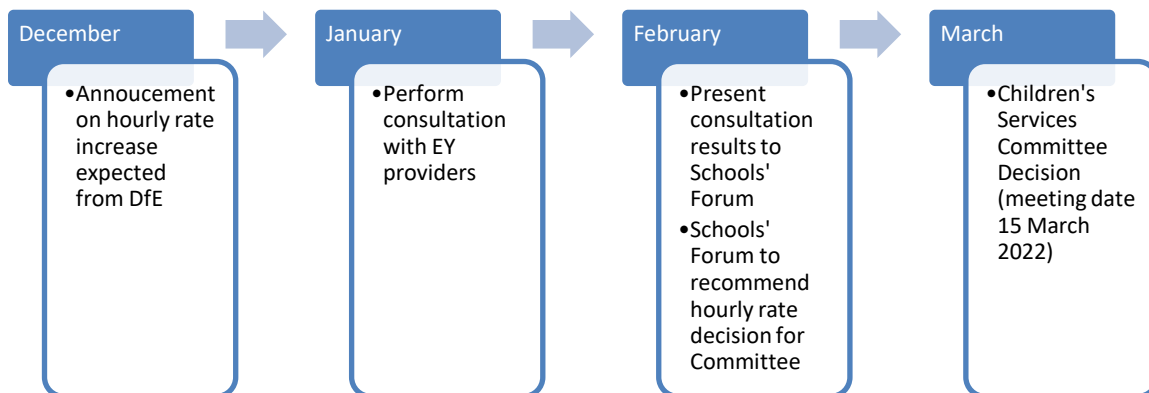 December
•Annoucement
on hourly rate
increase
expected
from DfE
January
•Perform
consultation
with EY
providers
February
•Present
consultation
results to
Schools'
Forum
•Schools'
Forum to
recommend
hourly rate
decision for
Committee
March
•Children's
Services
Committee
Decision
(meeting date
15 March
2022)